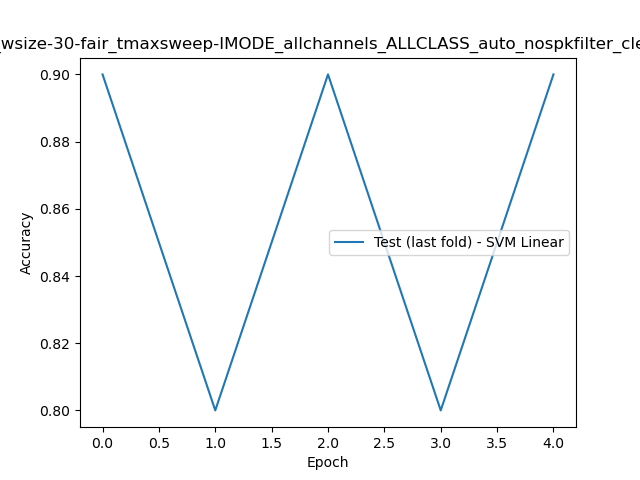 _wsize-30-fair_tmaxsweep-IMODE_allchannels_ALLCLASS_auto_nospkfilter_cle
0.90
0.88
0.86
0.84
0.82
0.80
Accuracy
Test (last fold) - SVM Linear
0.0 0.5 1.0 1.5 2.0 2.5 3.0 3.5 4.0
Epoch